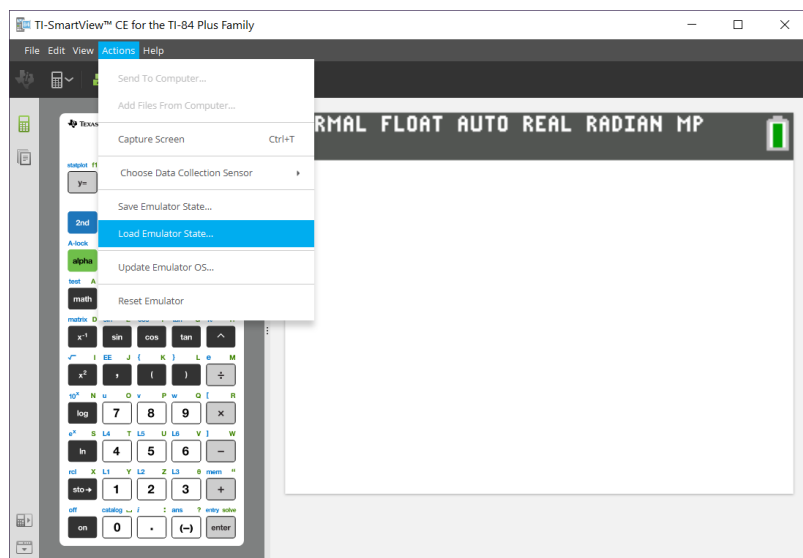 TI-SmartView™ CE for the TI-84 Plus Family
File Edit View Actions Help
Send To Computer...
Add Files From Computer...
Capture Screen Ctrl+T
Choose Data Collection Sensor
Save Emulator State...
Load Emulator State...
Update Emulator OS...
Reset Emulator
RMAL FLOAT AUTO REAL RADIAN MP
TEXAS
statplot f1
y=
2nd
A-lock
alpha
test A
math
matrix D
x⁻¹ sin cos tan ^
√ I EE J { K } L e M
x² , ( ) ÷
10ˣ N u O v P w Q [ R
log 7 8 9 ×
eˣ S L4 T L5 U L6 V ] W
ln 4 5 6 −
rcl X L1 Y L2 Z L3 θ mem "
sto→ 1 2 3 +
off catalog i : ans ? entry solve
on 0 . (−) enter